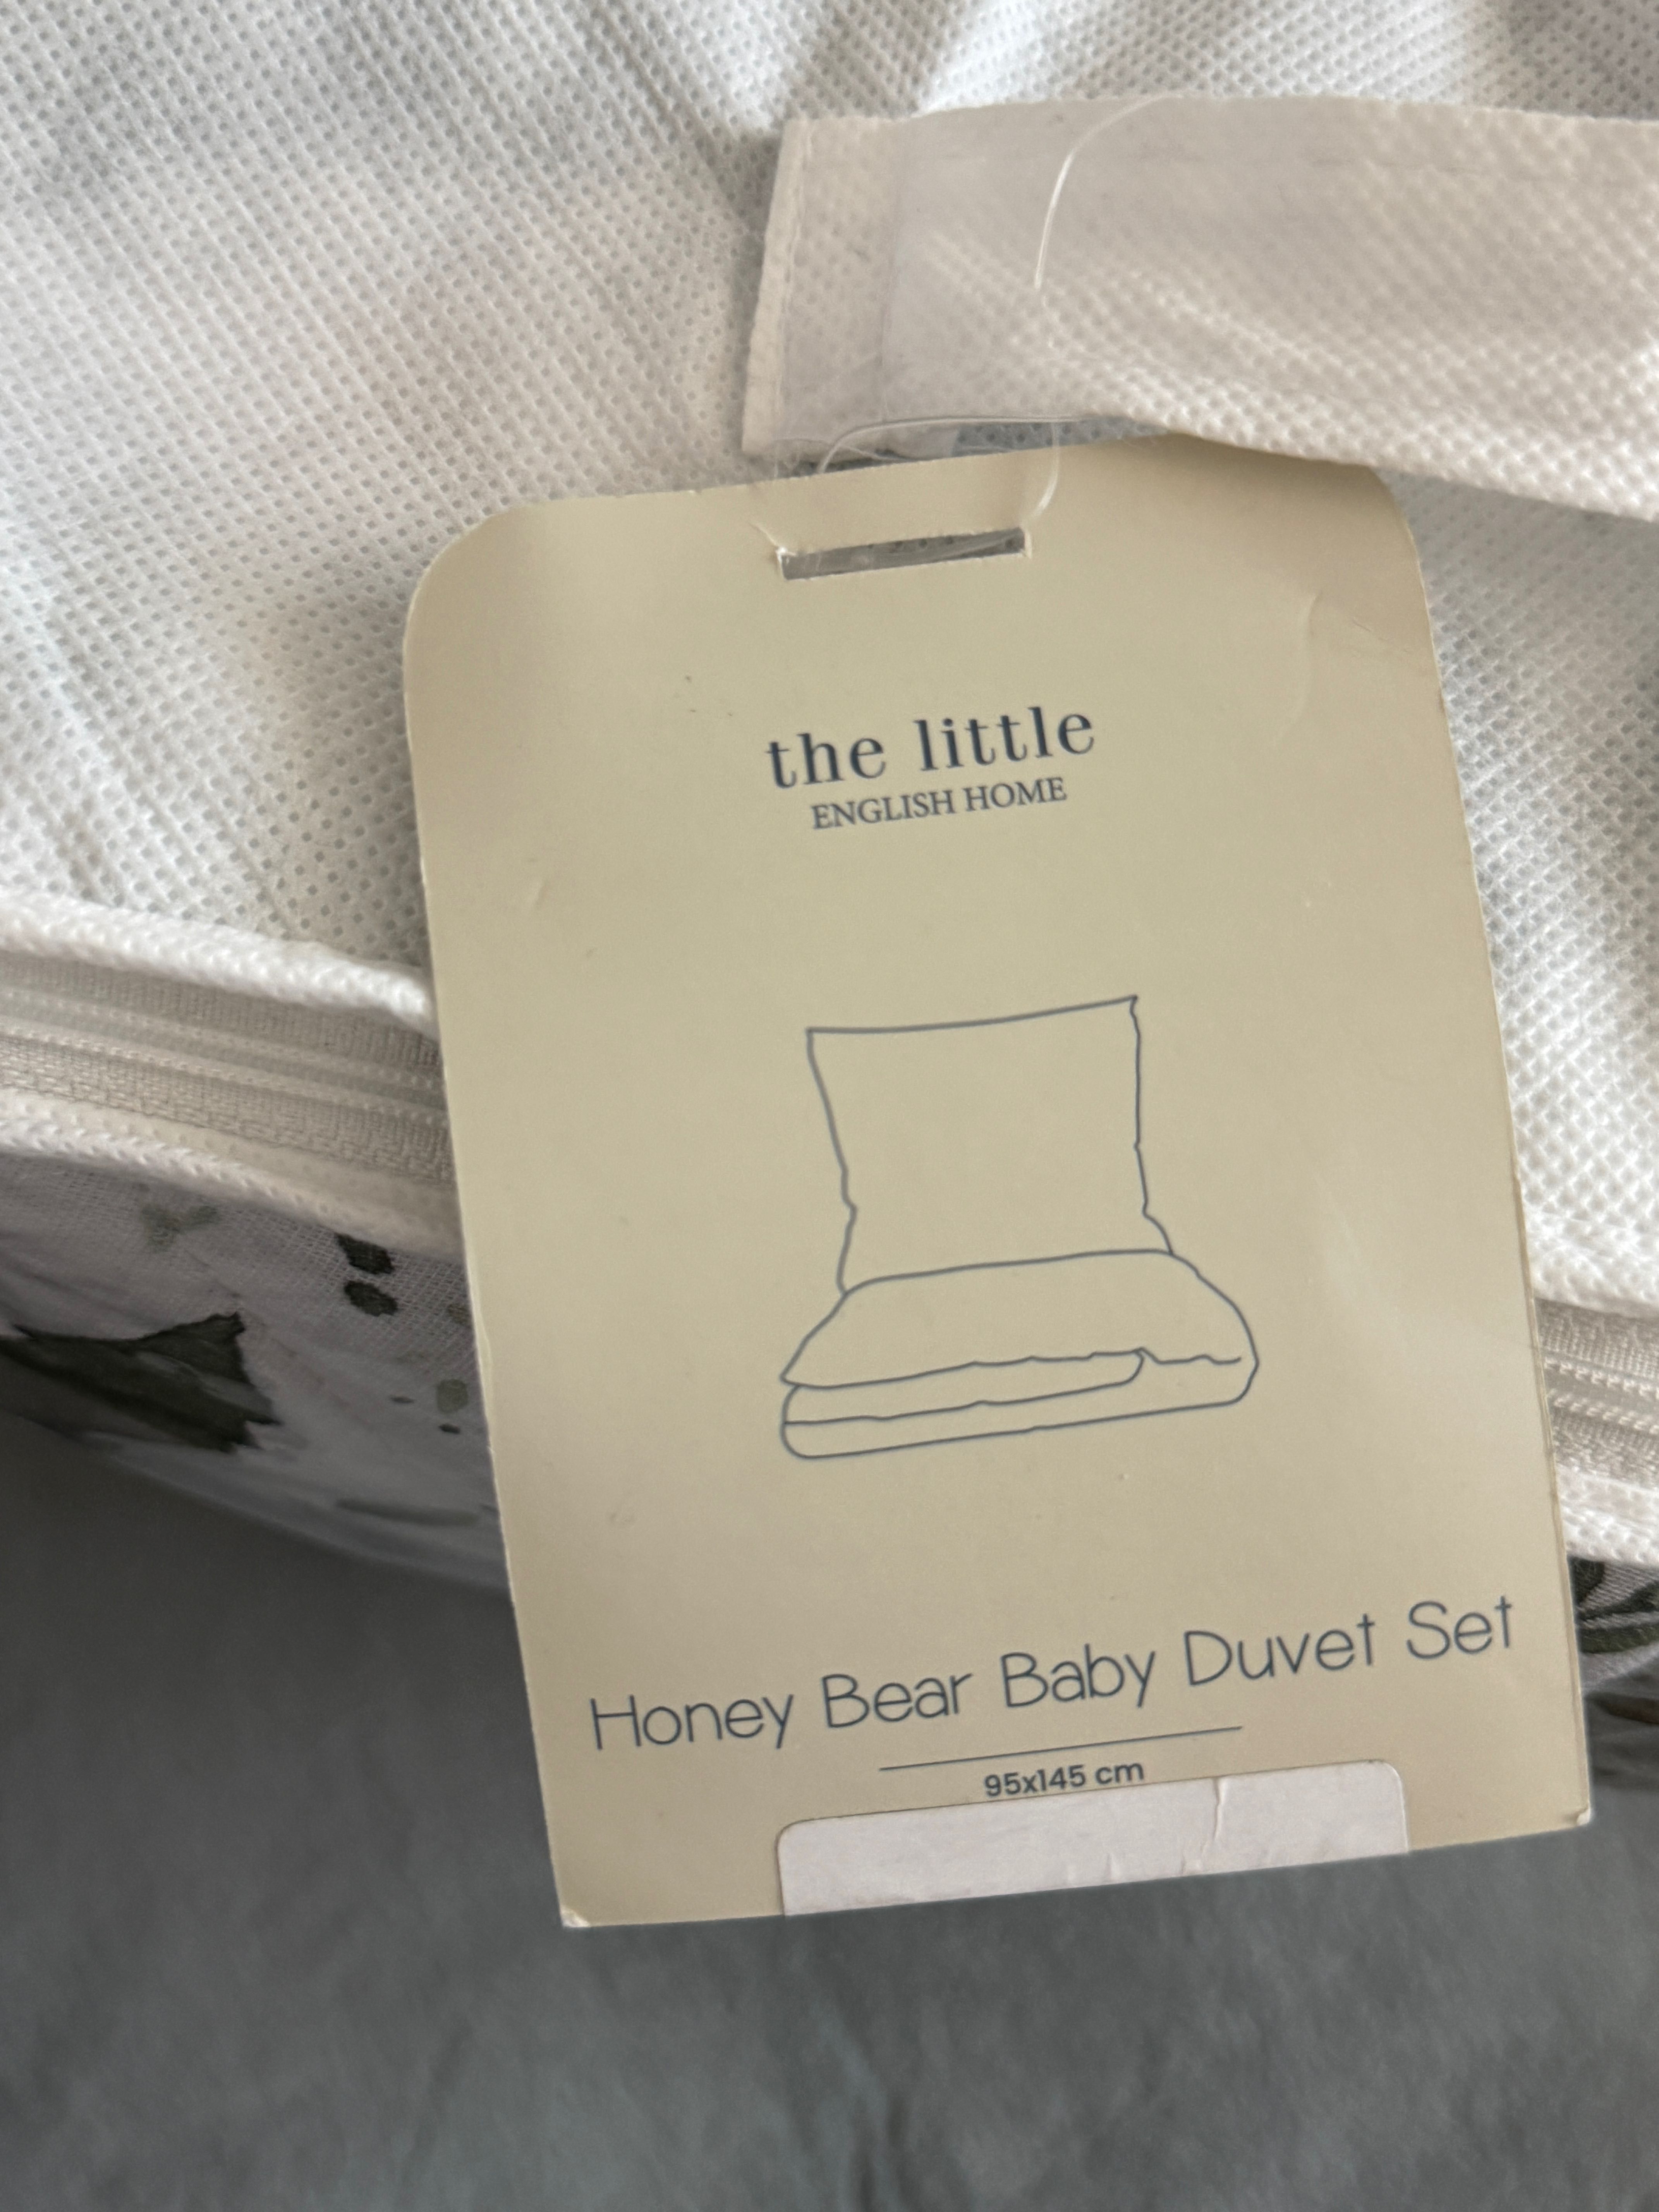 the little
ENGLISH HOME
Honey Bear Baby Duvet Set
95x145 cm